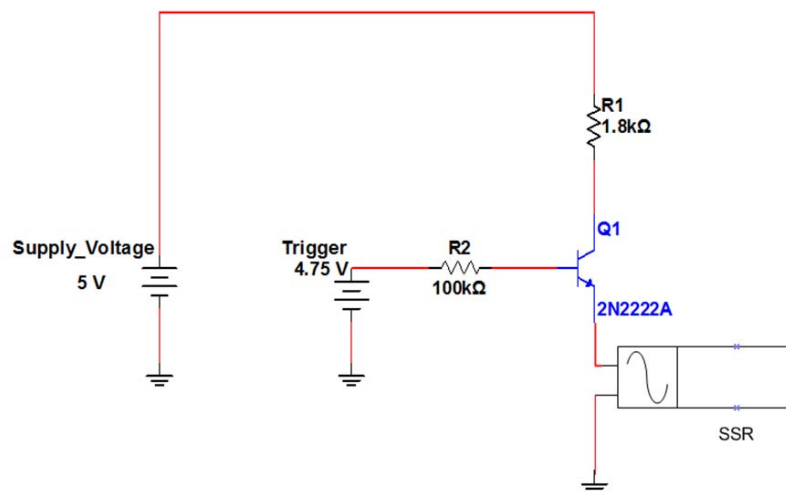 R1
1.8kΩ
Q1
Supply_Voltage
5 V
Trigger
4.75 V
R2
100kΩ
2N2222A
SSR